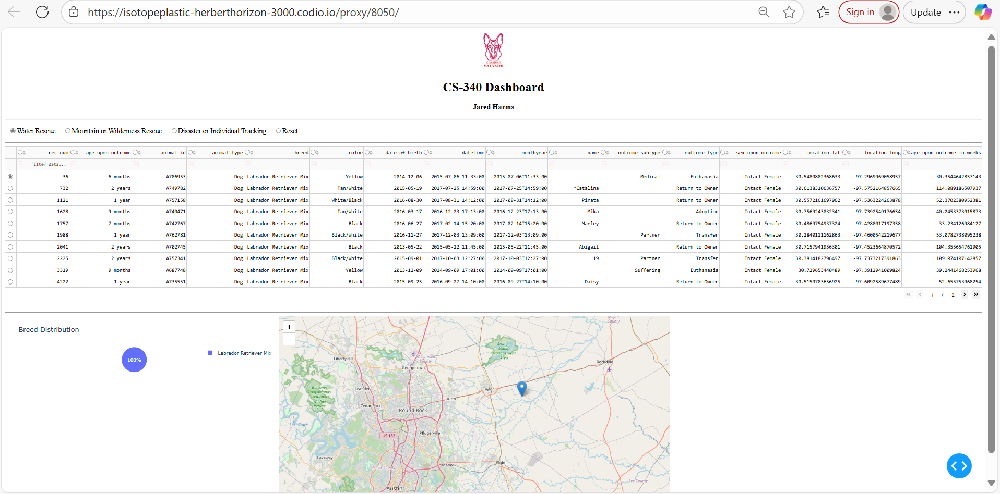 https://isotopeplastic-herberthorizon-3000.codio.io/proxy/8050/
Sign in
Update
GRAZIOSO
SALVARE
CS-340 Dashboard
Jared Harms
Water Rescue Mountain or Wilderness Rescue Disaster or Individual Tracking Reset
rec_num age_upon_outcome animal_id animal_type breed color date_of_birth datetime monthyear name outcome_subtype outcome_type sex_upon_outcome location_lat location_long age_upon_outcome_in_weeks
filter data...
36 6 months A706953 Dog Labrador Retriever Mix Yellow 2014-12-06 2015-07-06 11:33:00 2015-07-06T11:33:00 Medical Euthanasia Intact Female 30.5480802368633 -97.2969969058957 30.3544642857143
732 2 years A749782 Dog Labrador Retriever Mix Tan/White 2015-05-19 2017-07-25 14:59:00 2017-07-25T14:59:00 *Catalina Return to Owner Intact Female 30.6138310636757 -97.5752164857665 114.089186507937
1121 1 year A757158 Dog Labrador Retriever Mix White/Black 2016-08-30 2017-08-31 14:12:00 2017-08-31T14:12:00 Pirata Return to Owner Intact Female 30.5572161697962 -97.5363224263878 52.3702380952381
1628 9 months A740471 Dog Labrador Retriever Mix Tan/White 2016-03-17 2016-12-23 17:13:00 2016-12-23T17:13:00 Mika Adoption Intact Female 30.7569243032341 -97.7392549176654 40.2453373015873
1757 7 months A742767 Dog Labrador Retriever Mix Black 2016-06-27 2017-02-14 15:20:00 2017-02-14T15:20:00 Marley Return to Owner Intact Female 30.4869754937324 -97.4280017197358 33.234126984127
1988 1 year A762781 Dog Labrador Retriever Mix Black/White 2016-11-27 2017-12-03 13:09:00 2017-12-03T13:09:00 Partner Transfer Intact Female 30.2840111162863 -97.4600542219677 53.0782738095238
2041 2 years A702745 Dog Labrador Retriever Mix Black 2013-05-22 2015-05-22 11:45:00 2015-05-22T11:45:00 Abigail Return to Owner Intact Female 30.7157941956301 -97.4523664870572 104.355654761905
2225 2 years A757341 Dog Labrador Retriever Mix Black/White 2015-09-01 2017-10-03 12:27:00 2017-10-03T12:27:00 19 Partner Transfer Intact Female 30.3814182796497 -97.7373217391863 109.074107142857
3319 9 months A687748 Dog Labrador Retriever Mix Yellow 2013-12-09 2014-09-09 17:01:00 2014-09-09T17:01:00 Suffering Euthanasia Intact Female 30.729653440489 -97.3912941009824 39.2441468253968
4222 1 year A735551 Dog Labrador Retriever Mix Black 2015-09-25 2016-09-27 14:10:00 2016-09-27T14:10:00 Daisy Return to Owner Intact Female 30.5150703656925 -97.6092589677489 52.655753968254
« ‹ 1 / 2 › »
Breed Distribution
100%
Labrador Retriever Mix
+
−
County
Granger
Wildlife
Management
Area
Liberty Hill
Williamson
County
Georgetown
Rockdale
Leander
Balcones
Canyonlands
National
Wildlife
Refuge
Taylor
Hutto
Cedar Park
Round Rock
Lake Travis
US 183
Pflugerville
Lakeway
Travis County
Manor
Elgin
Lee County
Austin